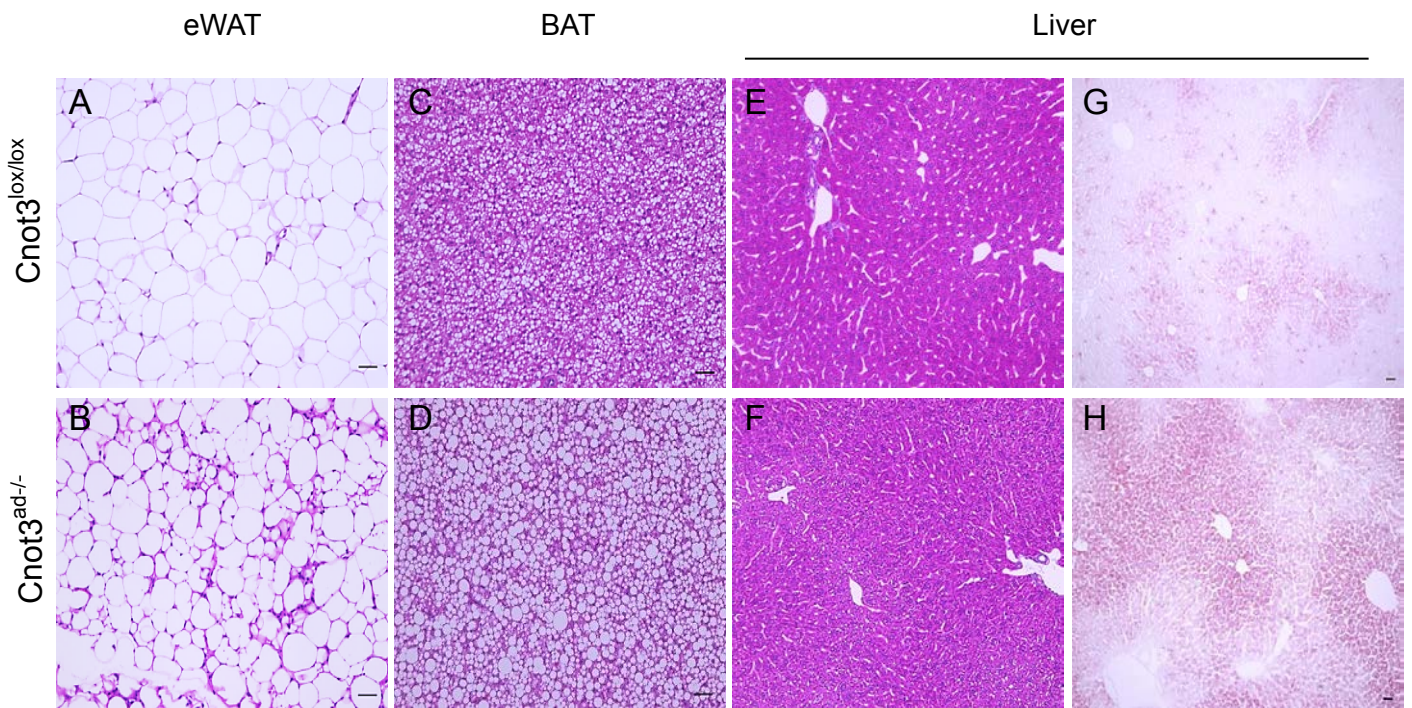 eWAT BAT Liver
A C E G
Cnot3lox/lox
B D F H
Cnot3ad-/-